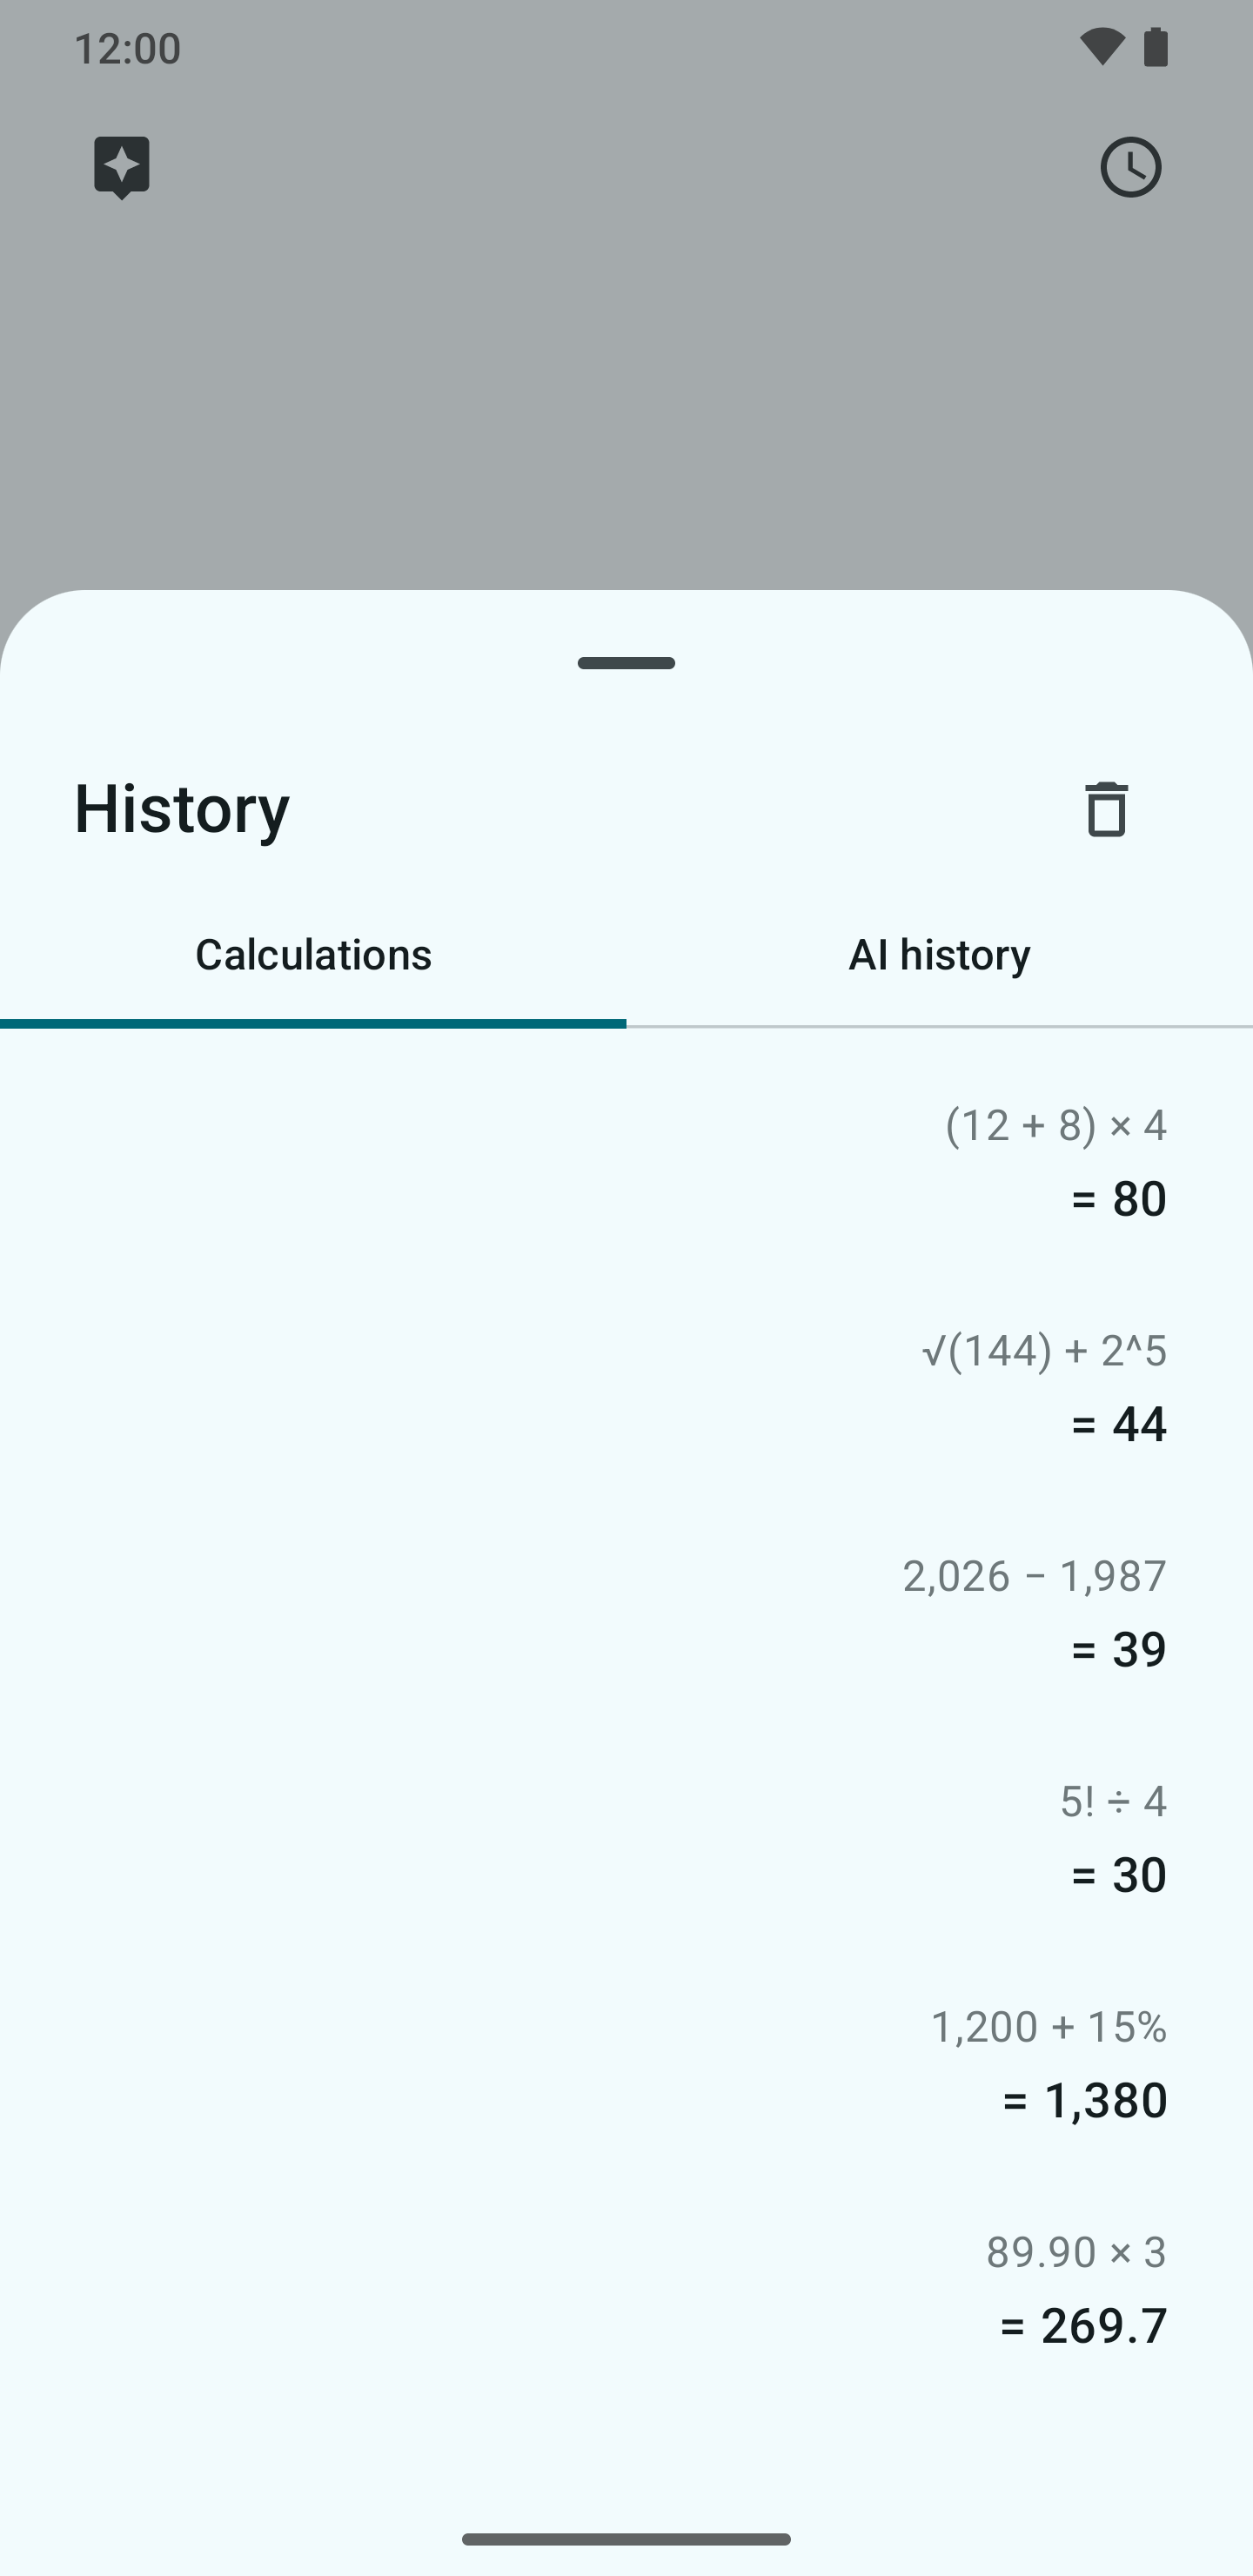 12:00
History
Calculations
AI history
(12 + 8) × 4
= 80
√(144) + 2^5
= 44
2,026 − 1,987
= 39
5! ÷ 4
= 30
1,200 + 15%
= 1,380
89.90 × 3
= 269.7